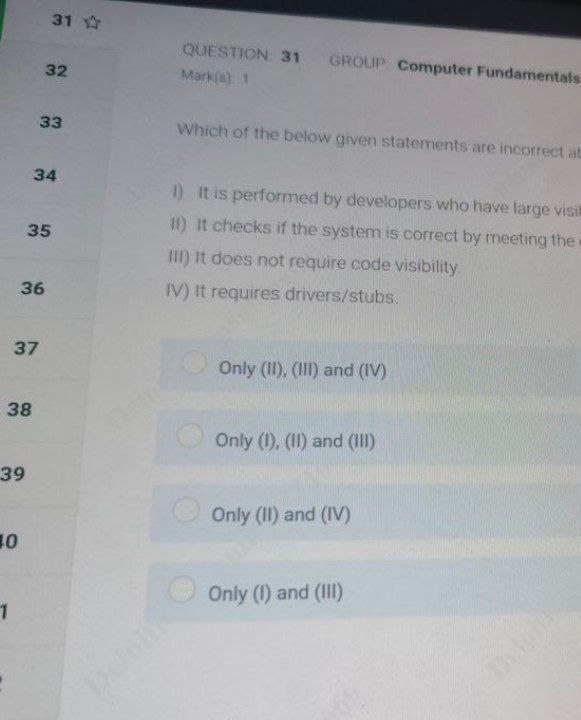 31 ☆
QUESTION: 31 GROUP: Computer Fundamentals
Mark(s): 1
32
33
Which of the below given statements are incorrect
34
I) It is performed by developers who have large
35
II) It checks if the system is correct by meeting the
III) It does not require code visibility.
36
IV) It requires drivers/stubs.
37
Only (II), (III) and (IV)
38
Only (I), (II) and (III)
39
Only (II) and (IV)
Only (I) and (III)